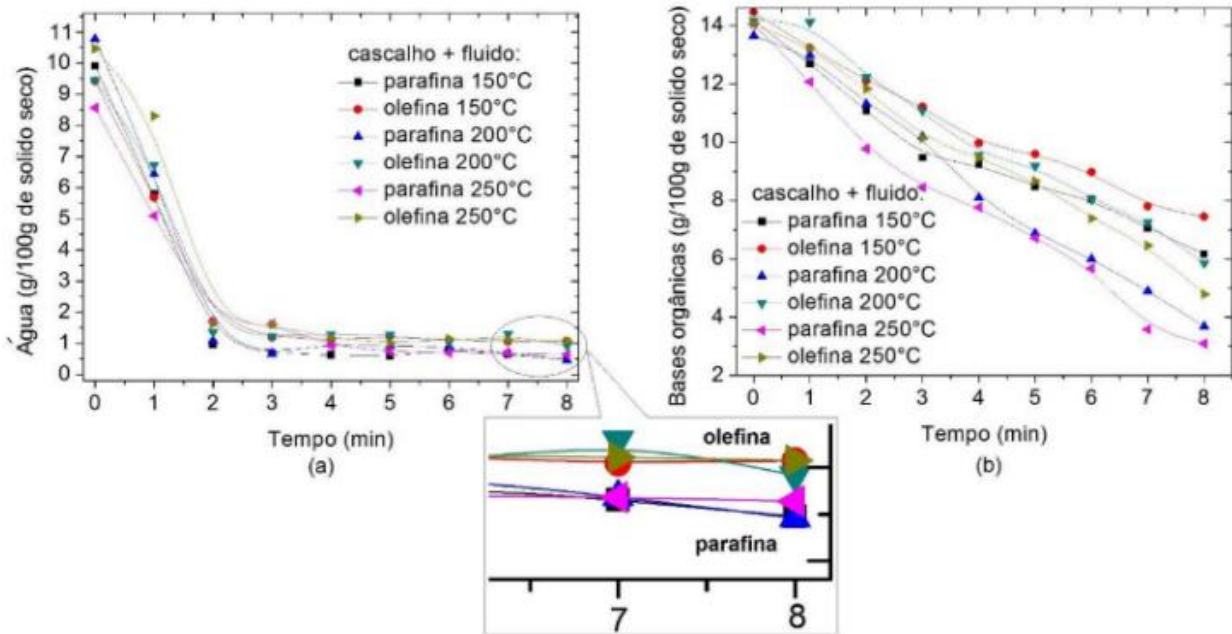 Água (g/100g de solido seco)
11
10
9
8
7
6
5
4
3
2
1
0
cascalho + fluido:
parafina 150°C
olefina 150°C
parafina 200°C
olefina 200°C
parafina 250°C
olefina 250°C
0 1 2 3 4 5 6 7 8
Tempo (min)
(a)
Bases orgânicas (g/100g de solido seco)
14
12
10
8
6
4
2
cascalho + fluido:
parafina 150°C
olefina 150°C
parafina 200°C
olefina 200°C
parafina 250°C
olefina 250°C
0 1 2 3 4 5 6 7 8
Tempo (min)
(b)
olefina
parafina
7 8